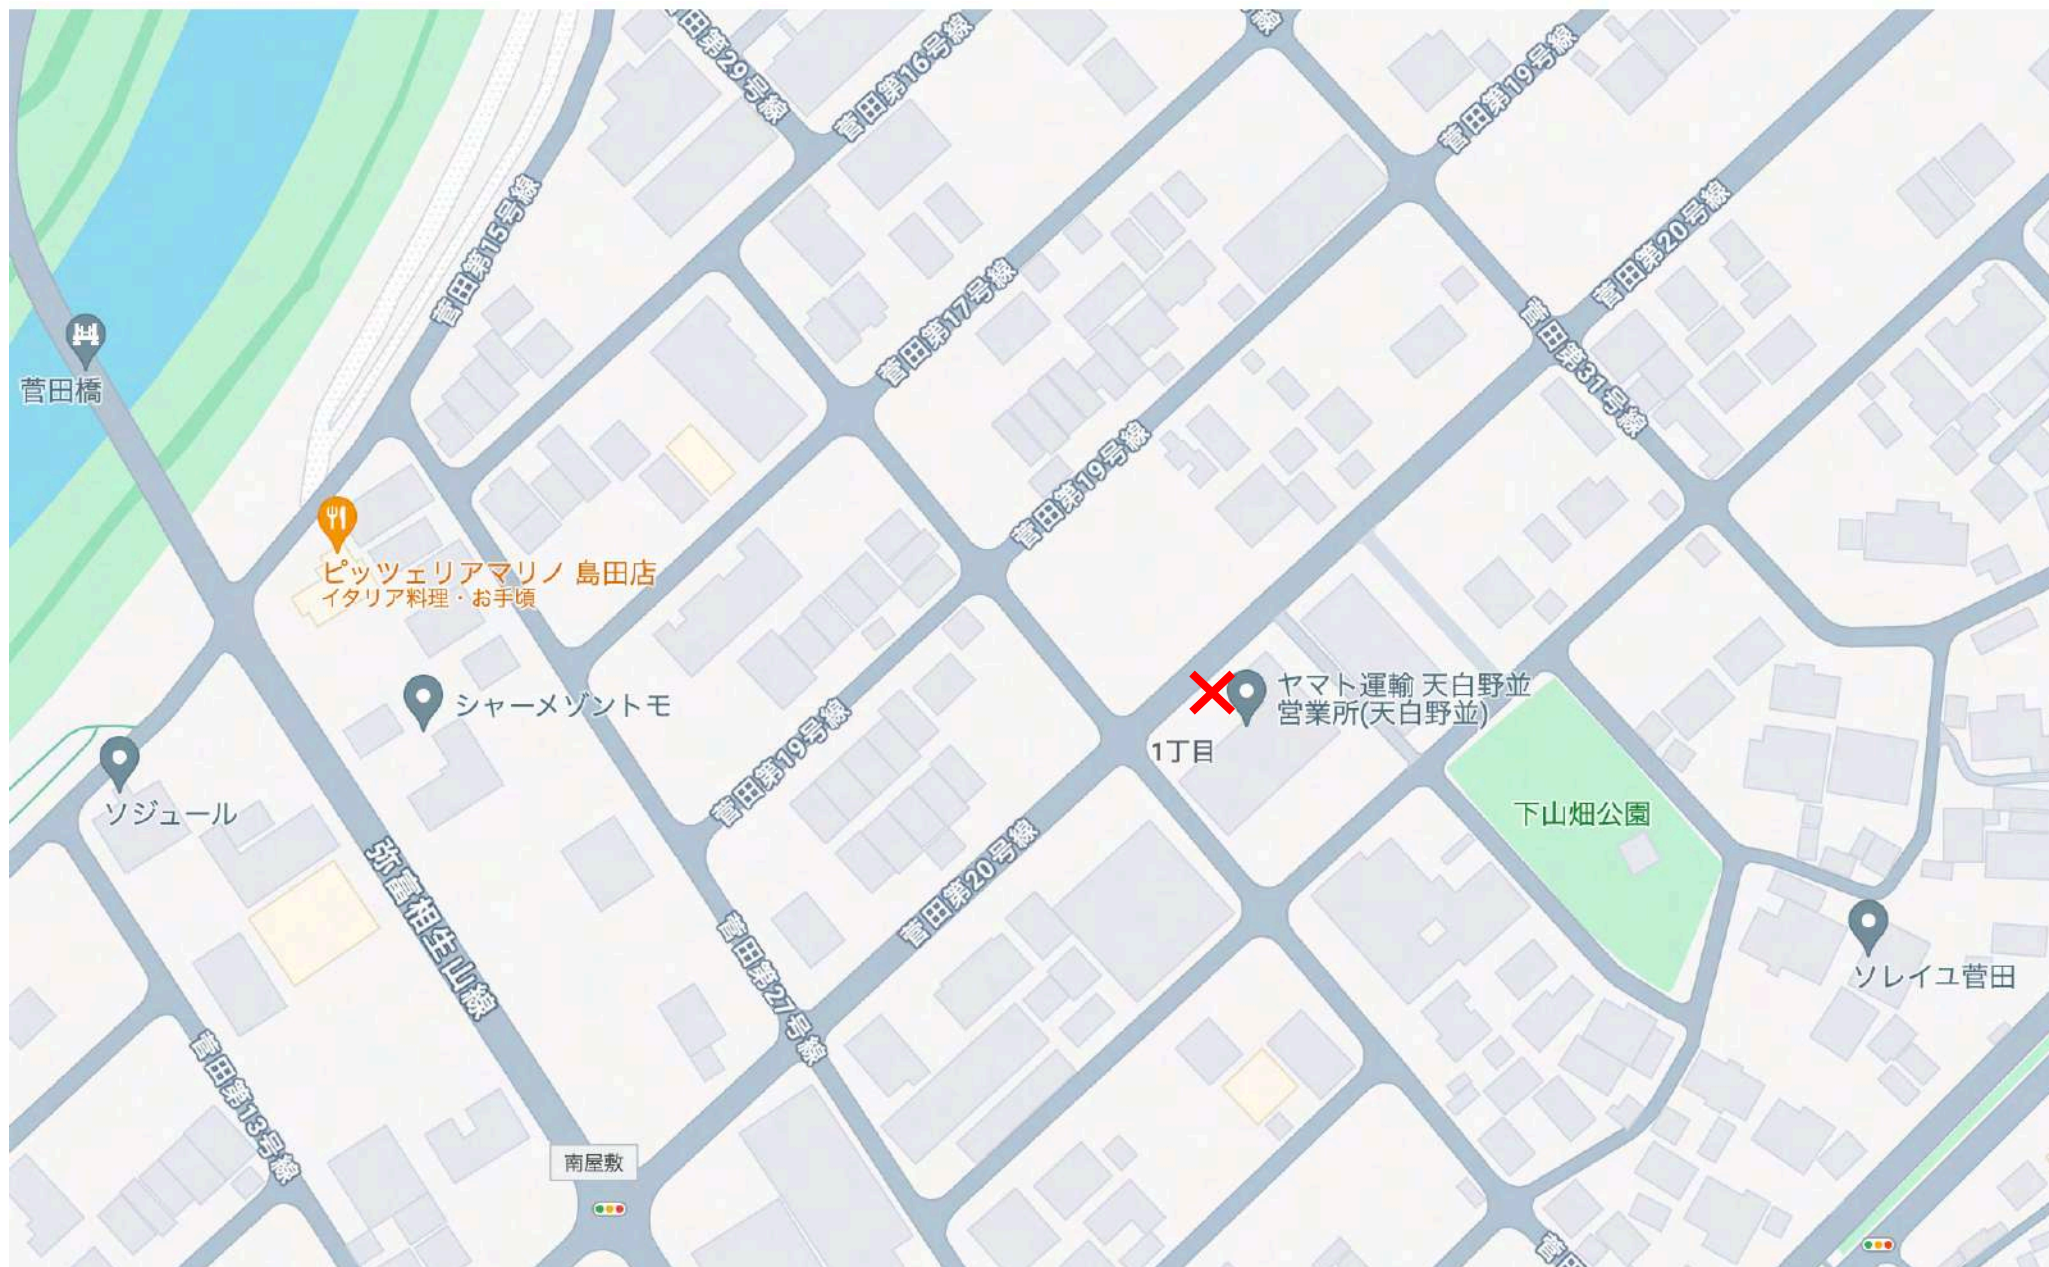 菅田第29号線
菅田第16号線
菅田第19号線
菅田第15号線
菅田第20号線
菅田第17号線
菅田橋
菅田第31号線
菅田第19号線
ピッツェリアマリノ 島田店
イタリア料理・お手頃
シャーメゾントモ
ヤマト運輸 天白野並
営業所(天白野並)
1丁目
菅田第19号線
ソジュール
下山畑公園
弥富相生山線
菅田第20号線
菅田第27号線
ソレイユ菅田
菅田第13号線
南屋敷
菅田